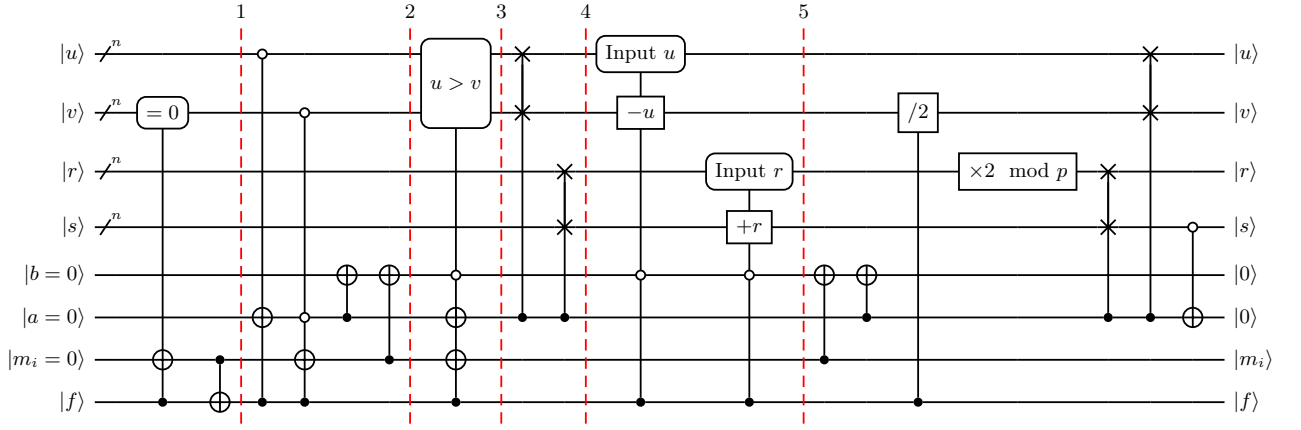 1 2 3 4 5
|u⟩ n Input u |u⟩
u > v
|v⟩ n = 0 −u /2 |v⟩
|r⟩ n Input r ×2 mod p |r⟩
|s⟩ n +r |s⟩
|b = 0⟩ |0⟩
|a = 0⟩ |0⟩
|m_i = 0⟩ |m_i⟩
|f⟩ |f⟩